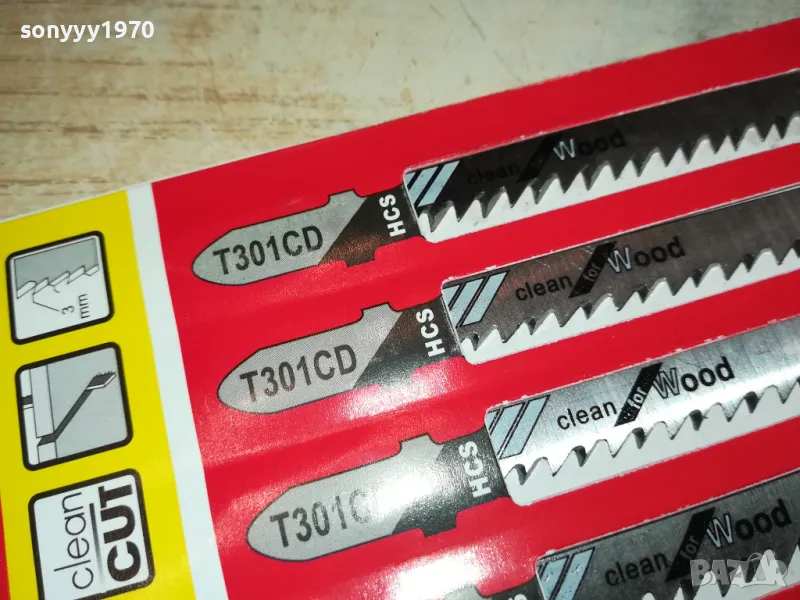 sonyyy1970
clean for Wood
HCS
T301CD
clean for Wood
HCS
T301CD
clean for Wood
HCS
T301C
clean for Wood
3 mm
clean
CUT
BAZAR